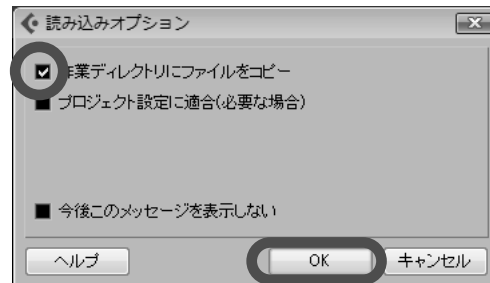 読み込みオプション
作業ディレクトリにファイルをコピー
プロジェクト設定に適合(必要な場合)
今後このメッセージを表示しない
ヘルプ
OK
キャンセル